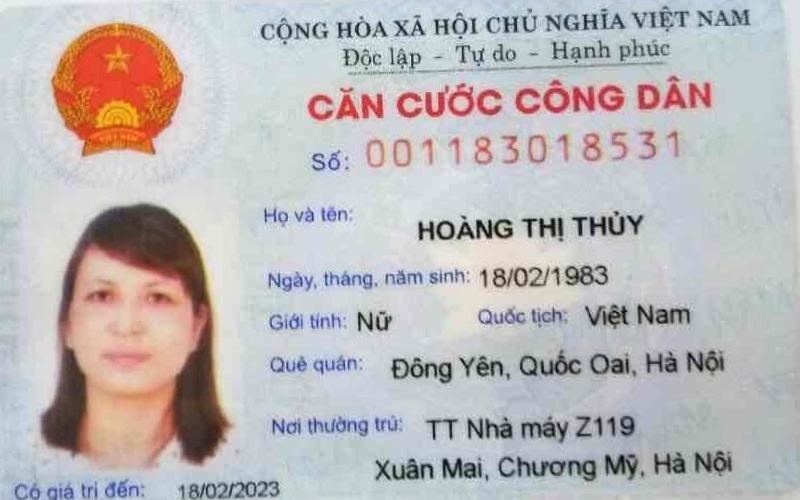 CỘNG HÒA XÃ HỘI CHỦ NGHĨA VIỆT NAM
Độc lập - Tự do - Hạnh phúc
CĂN CƯỚC CÔNG DÂN
Số: 001183018531
Họ và tên: HOÀNG THỊ THỦY
Ngày, tháng, năm sinh: 18/02/1983
Giới tính: Nữ Quốc tịch: Việt Nam
Quê quán: Đông Yên, Quốc Oai, Hà Nội
Nơi thường trú: TT Nhà máy Z119
Xuân Mai, Chương Mỹ, Hà Nội
Có giá trị đến: 18/02/2023